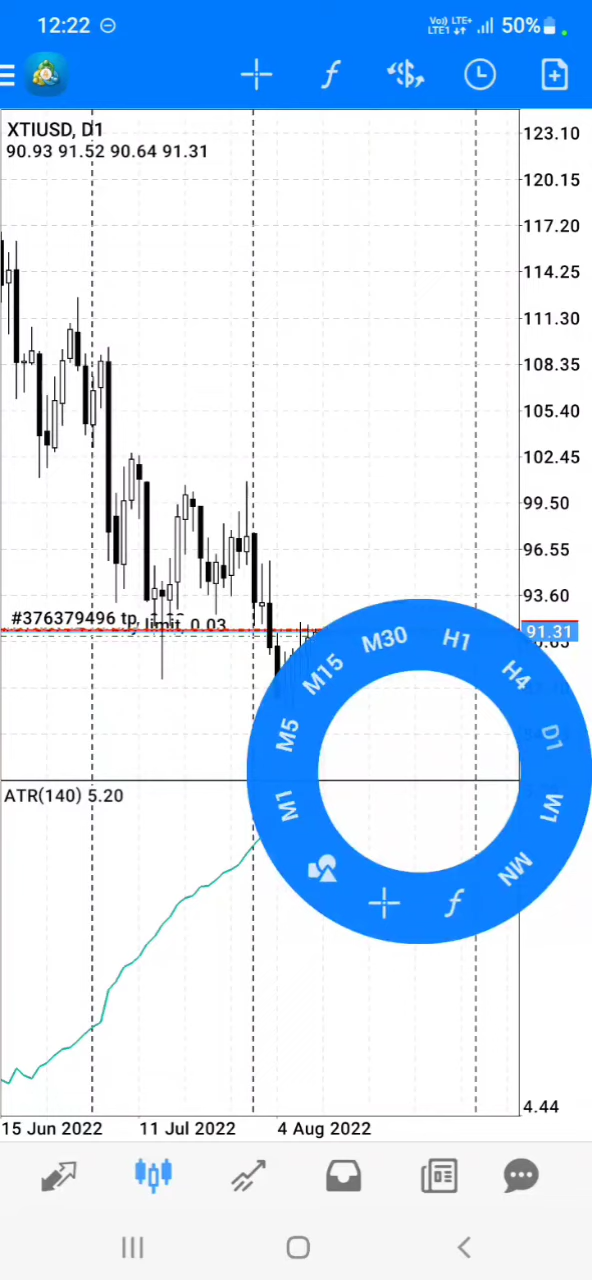 12:22
Vo)) LTE+
LTE1
50%
XTIUSD, D1
90.93 91.52 90.64 91.31
123.10
120.15
117.20
114.25
111.30
108.35
105.40
102.45
99.50
96.55
93.60
#376379496 tp,
limit, 0.03
91.31
M1
M5
M15
M30
H1
H4
D1
W1
MN
f
f
ATR(140) 5.20
4.44
15 Jun 2022
11 Jul 2022
4 Aug 2022